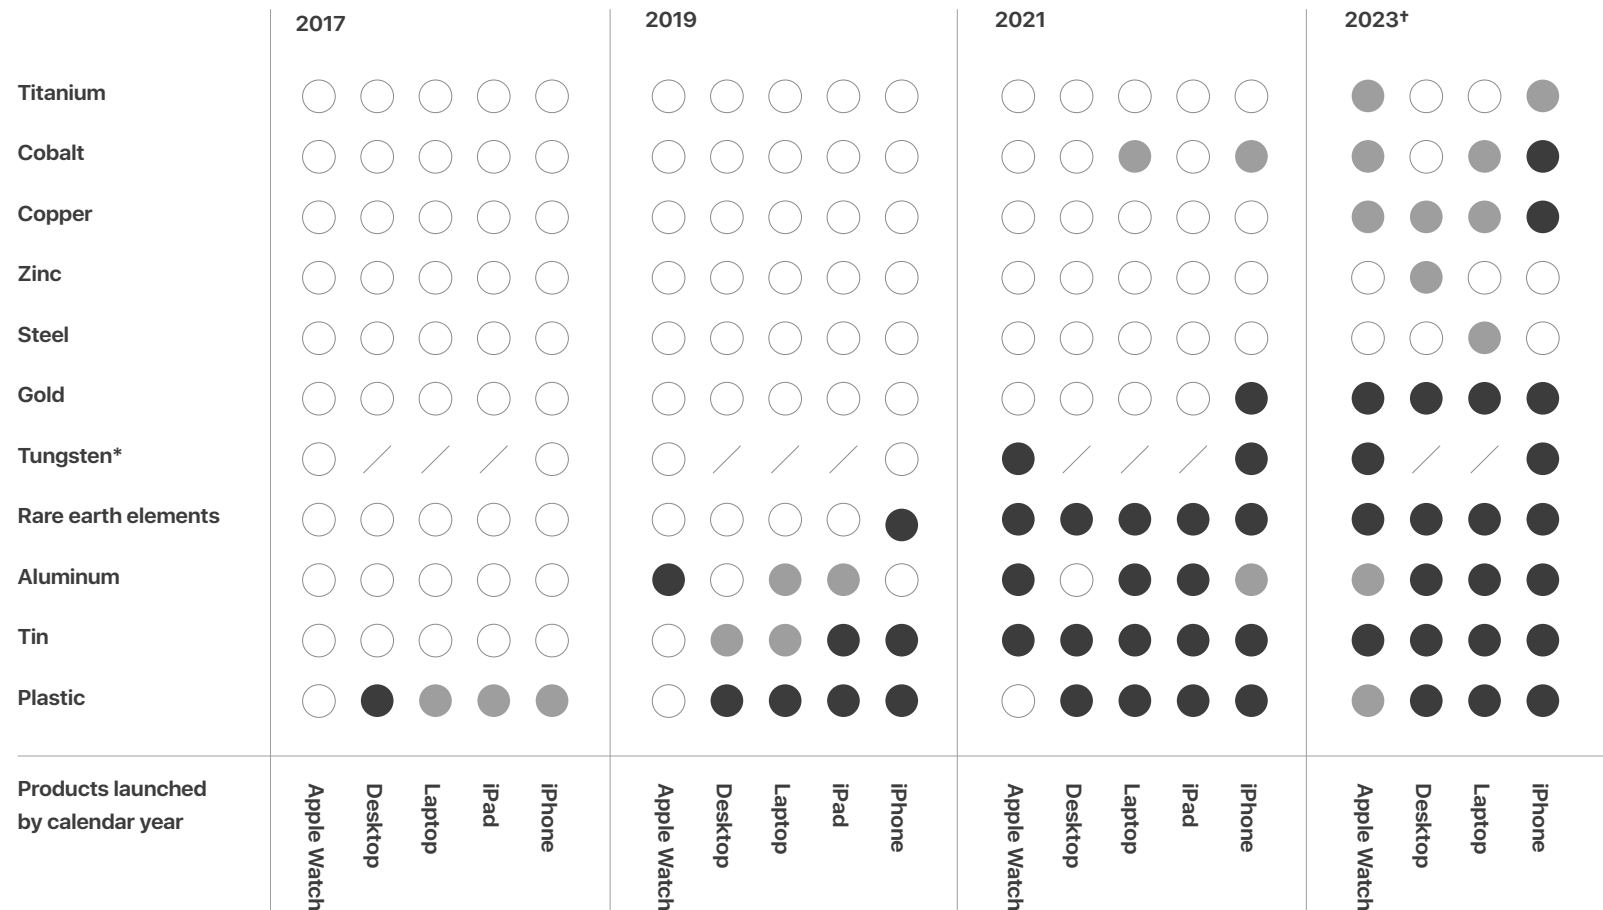 2017
2019
2021
2023†
Titanium
Cobalt
Copper
Zinc
Steel
Gold
Tungsten*
Rare earth elements
Aluminum
Tin
Plastic
Products launched
by calendar year
Apple Watch
Desktop
Laptop
iPad
iPhone
Apple Watch
Desktop
Laptop
iPad
iPhone
Apple Watch
Desktop
Laptop
iPad
iPhone
Apple Watch
Desktop
Laptop
iPhone